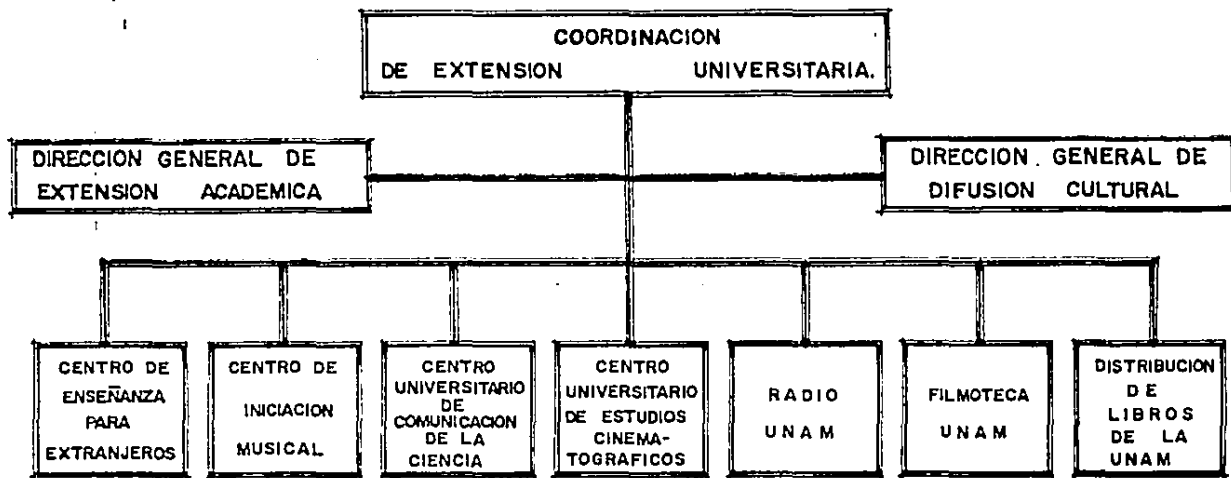 COORDINACION
DE EXTENSION UNIVERSITARIA.
DIRECCION GENERAL DE
EXTENSION ACADEMICA
DIRECCION . GENERAL DE
DIFUSION CULTURAL
CENTRO DE
ENSEÑANZA
PARA
EXTRANJEROS
CENTRO DE
INICIACION
MUSICAL
CENTRO
UNIVERSITARIO
DE
COMUNICACION
DE LA
CIENCIA
CENTRO
UNIVERSITARIO
DE ESTUDIOS
CINEMA-
TOGRAFICOS
RADIO
UNAM
FILMOTECA
UNAM
DISTRIBUCION
DE
LIBROS
DE LA
UNAM